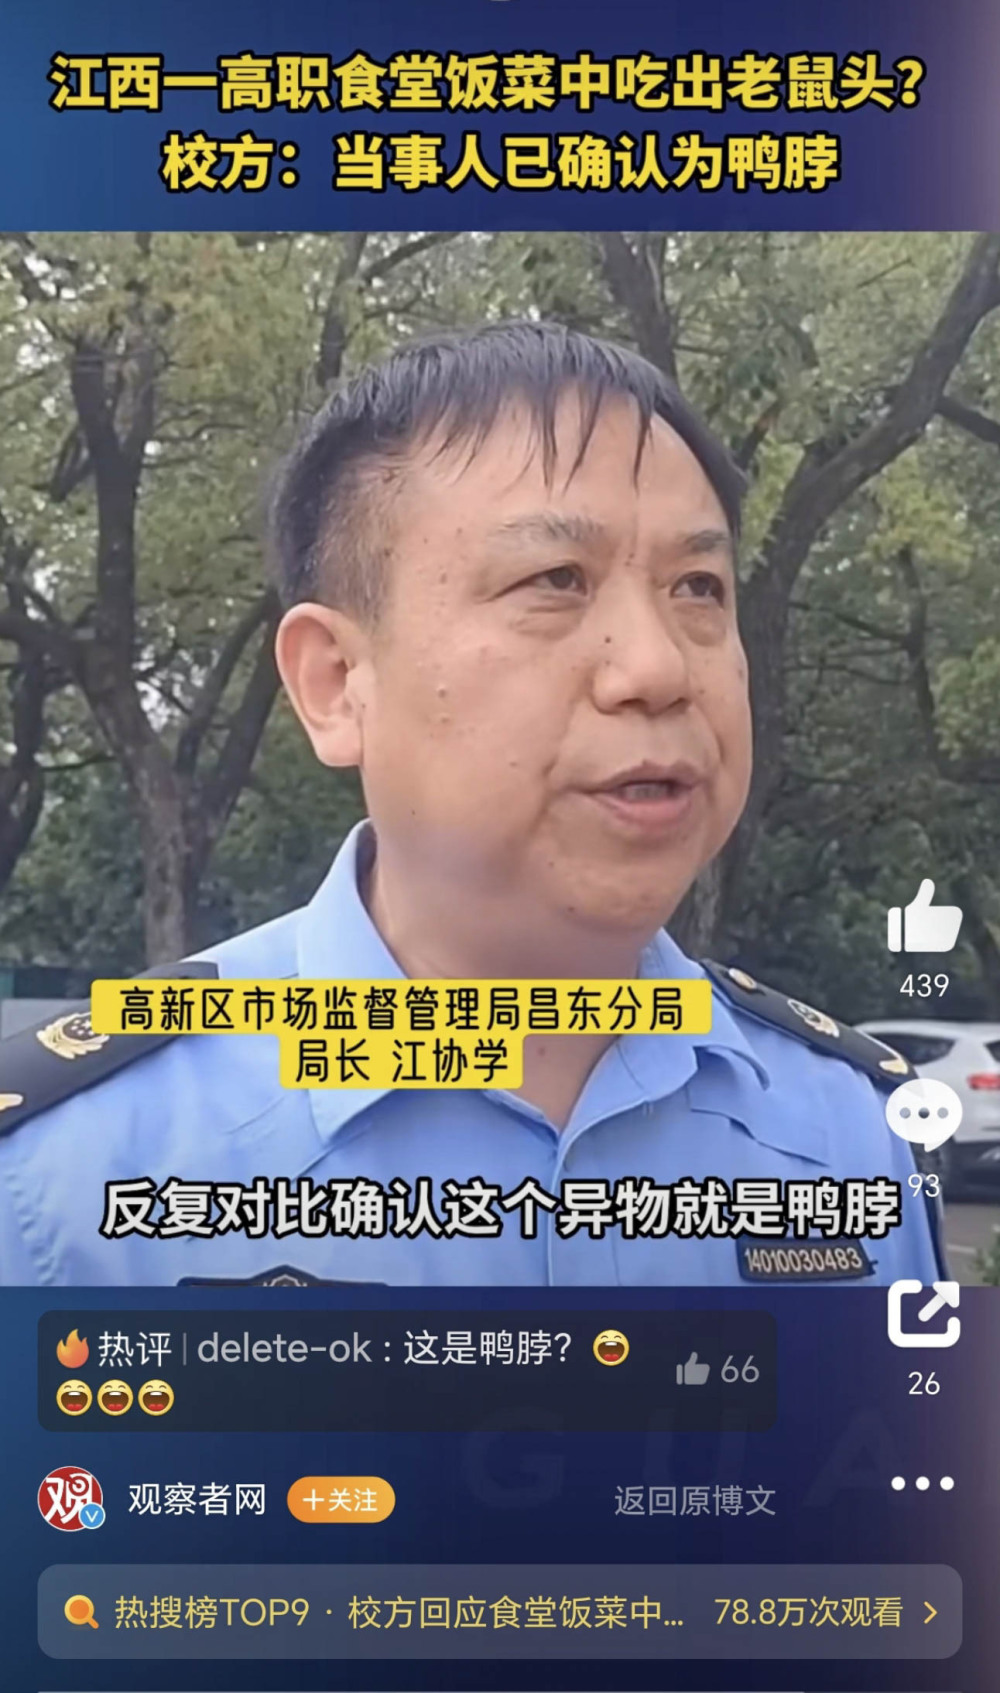 江西一高职食堂饭菜中吃出老鼠头？
校方：当事人已确认为鸭脖
439
高新区市场监督管理局昌东分局
局长 江协学
93
反复对比确认这个异物就是鸭脖
14010030483
热评 | delete-ok : 这是鸭脖？
66
26
观察者网
+关注
返回原博文
热搜榜TOP9 · 校方回应食堂饭菜中... 78.8万次观看